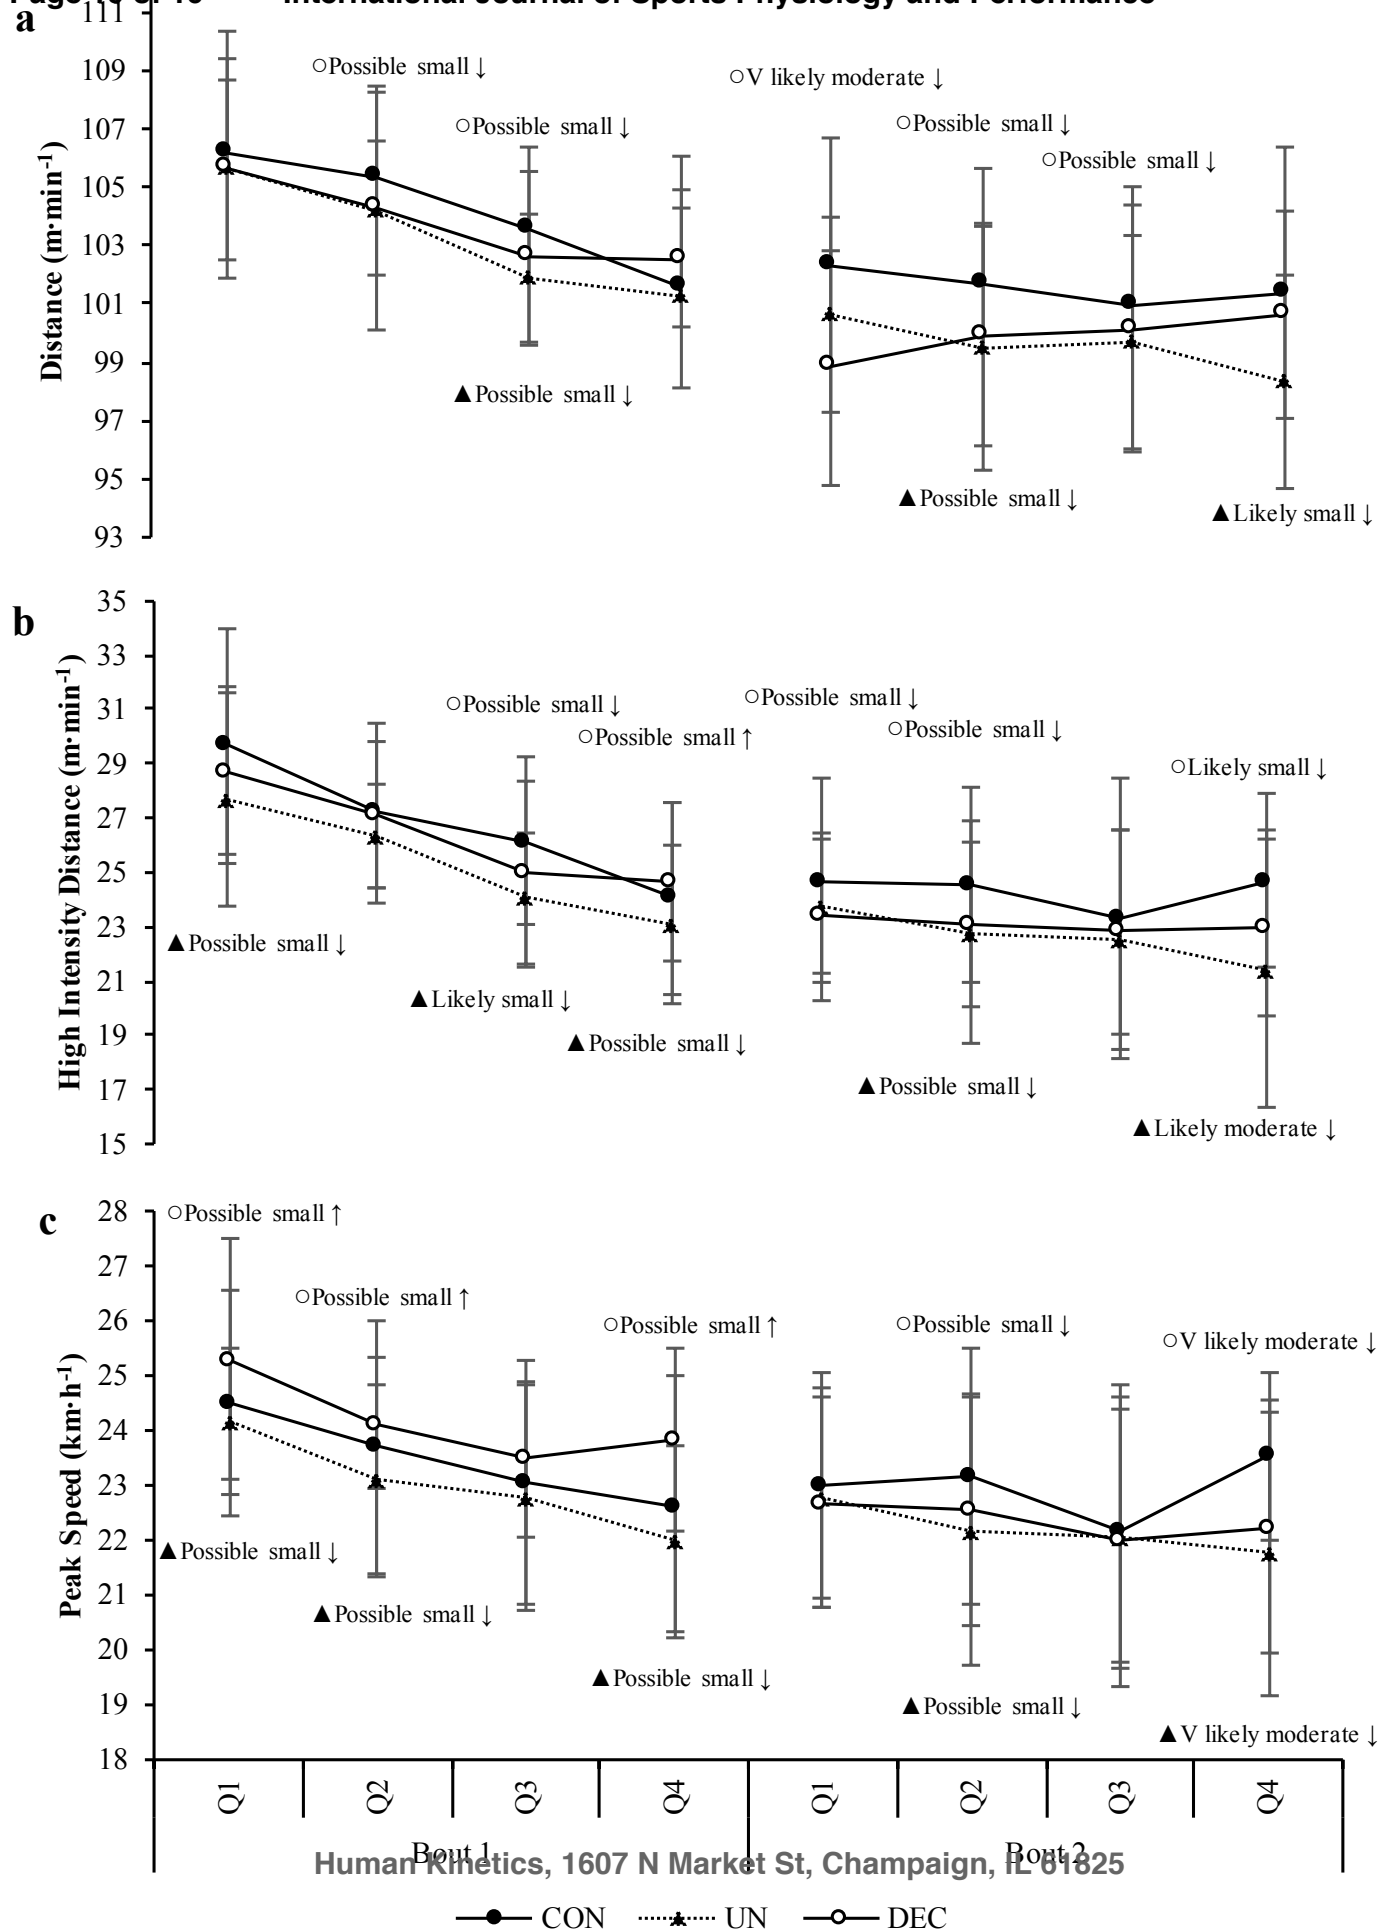 International Journal of Sports Physiology and Performance
a
111
109
107
105
103
101
99
97
95
93
Distance (m·min-1)
○Possible small ↓
○Possible small ↓
▲Possible small ↓
○V likely moderate ↓
○Possible small ↓
○Possible small ↓
▲Possible small ↓
▲Likely small ↓
b
35
33
31
29
27
25
23
21
19
17
15
High Intensity Distance (m·min-1)
○Possible small ↓
○Possible small ↑
○Possible small ↓
○Possible small ↓
○Likely small ↓
▲Possible small ↓
▲Likely small ↓
▲Possible small ↓
▲Possible small ↓
▲Likely moderate ↓
c
28
27
26
25
24
23
22
21
20
19
18
Peak Speed (km·h-1)
○Possible small ↑
○Possible small ↑
○Possible small ↑
○Possible small ↓
○V likely moderate ↓
▲Possible small ↓
▲Possible small ↓
▲Possible small ↓
▲Possible small ↓
▲V likely moderate ↓
Q1 Q2 Q3 Q4 Q1 Q2 Q3 Q4
Bout 1 Bout 2
Human Kinetics, 1607 N Market St, Champaign, IL 61825
CON UN DEC